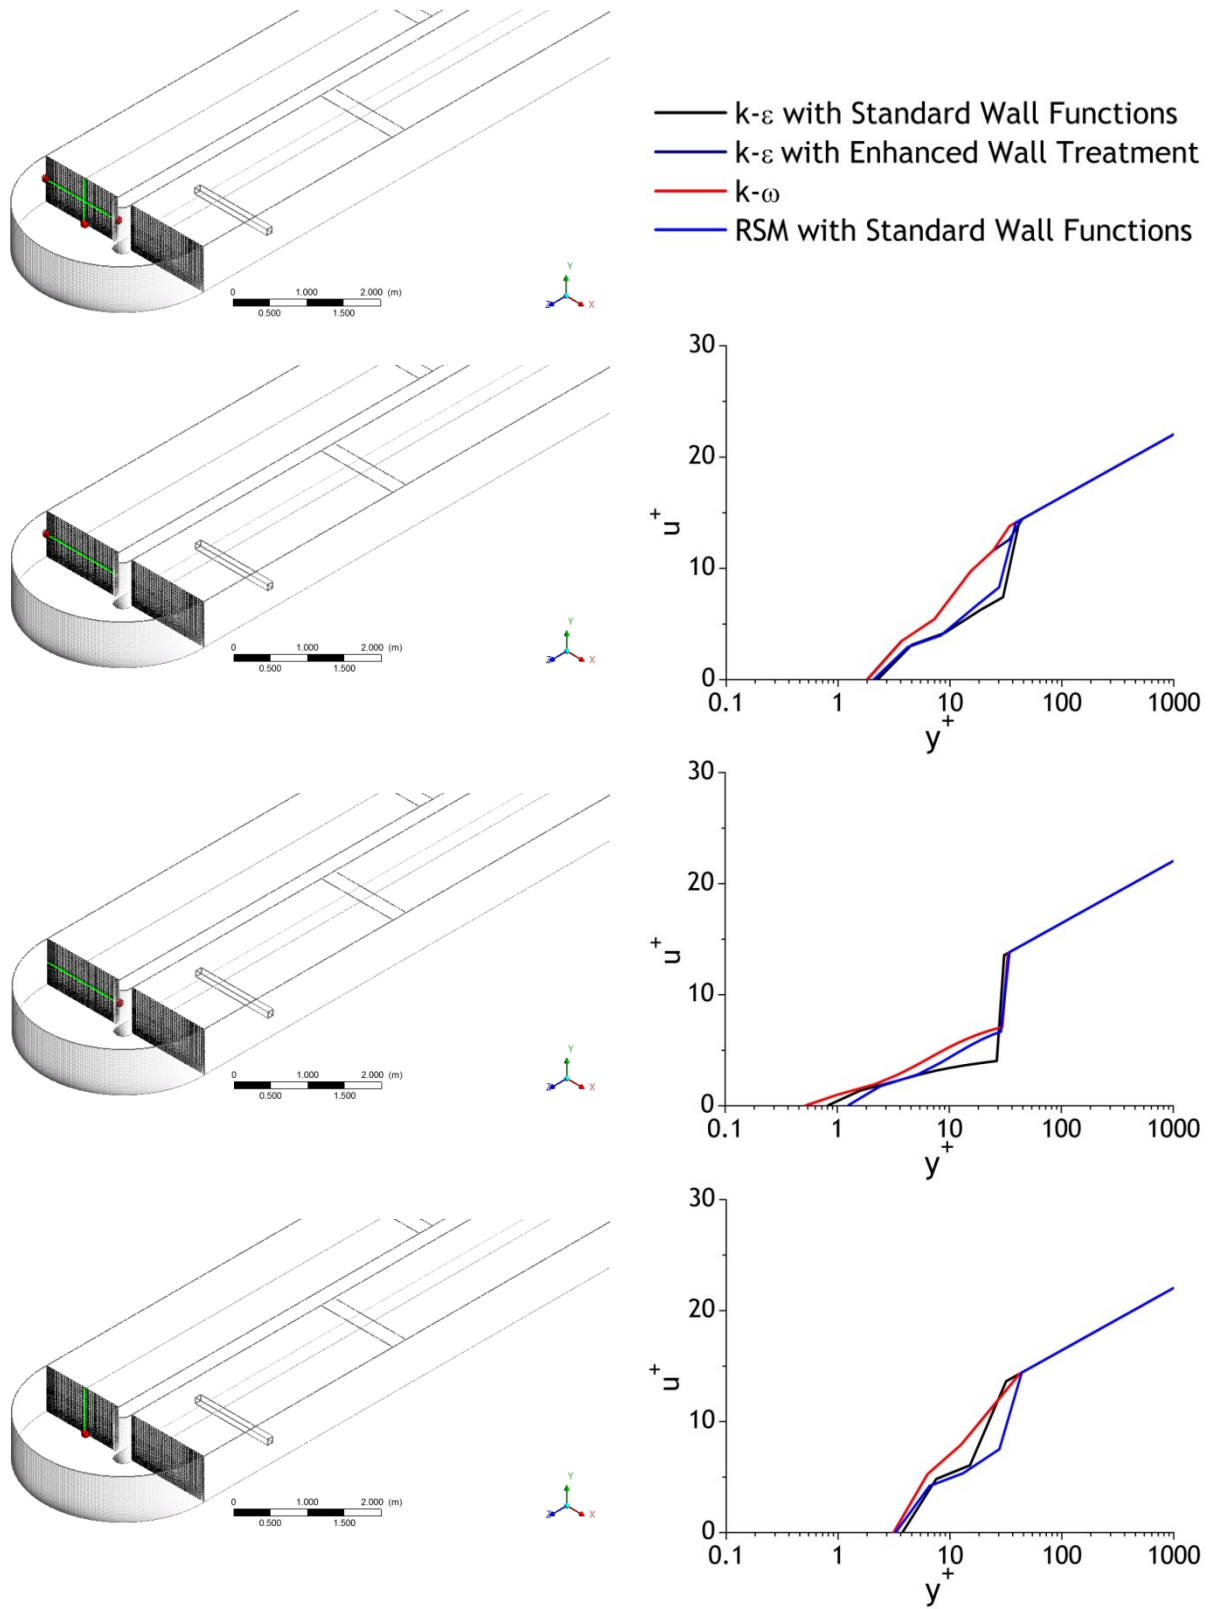 0 1.000 2.000 (m)
0.500 1.500
Y
Z X
k-ε with Standard Wall Functions
k-ε with Enhanced Wall Treatment
k-ω
RSM with Standard Wall Functions
0 1.000 2.000 (m)
0.500 1.500
Y
Z X
30
20
10
0
u⁺
0.1 1 10 100 1000
y⁺
0 1.000 2.000 (m)
0.500 1.500
Y
Z X
30
20
10
0
u⁺
0.1 1 10 100 1000
y⁺
0 1.000 2.000 (m)
0.500 1.500
Y
Z X
30
20
10
0
u⁺
0.1 1 10 100 1000
y⁺